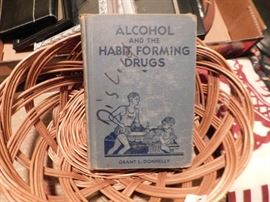 ALCOHOL
AND THE
HABIT FORMING
DRUGS
GRANT L. DONNELLY